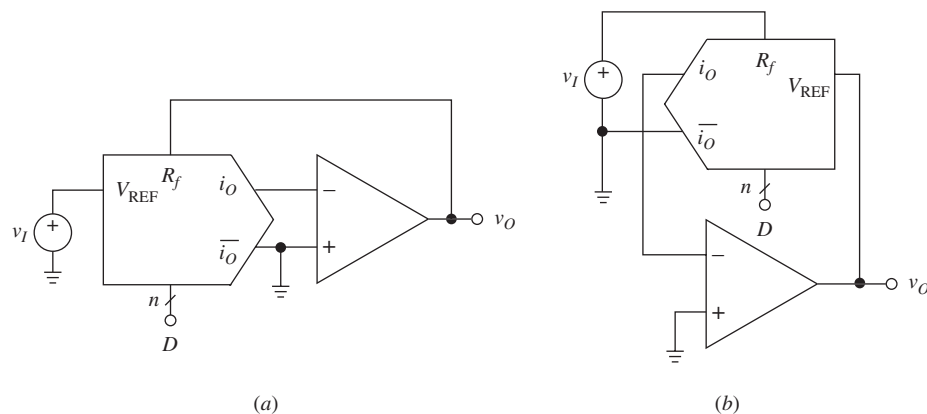 v_I
+
V_REF
R_f
i_O
i_O
n
D
−
+
v_O
(a)
v_I
+
i_O
R_f
V_REF
i_O
n
D
−
+
v_O
(b)